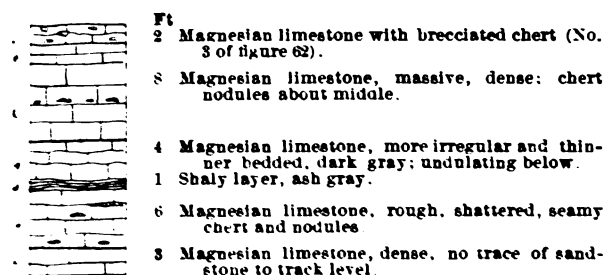 Ft
2 Magnesian limestone with brecciated chert (No.
3 of figure 62).
8 Magnesian limestone, massive, dense; chert
nodules about middle.
4 Magnesian limestone, more irregular and thin-
ner bedded, dark gray; undulating below.
1 Shaly layer, ash gray.
6 Magnesian limestone, rough, shattered, seamy
chert and nodules
3 Magnesian limestone, dense, no trace of sand-
stone to track level.